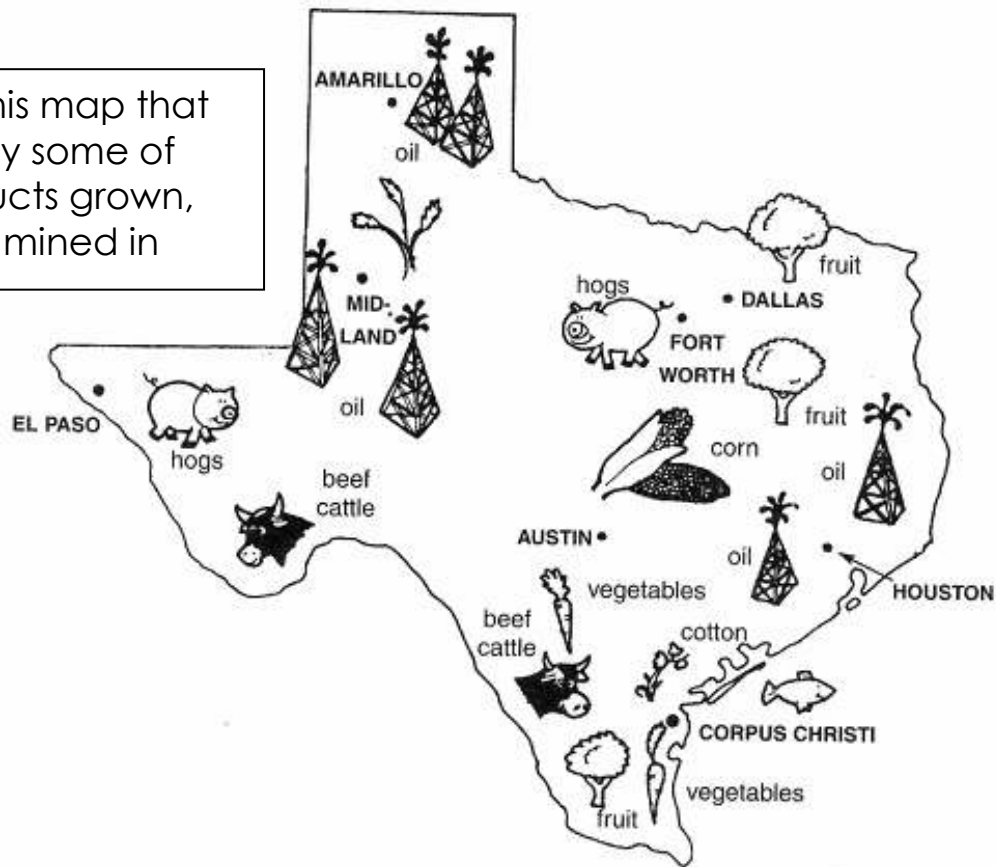 his map that
y some of
ucts grown,
mined in
AMARILLO
oil
MID-
LAND
oil
EL PASO
hogs
beef
cattle
hogs
fruit
DALLAS
FORT
WORTH
fruit
corn
oil
AUSTIN
oil
HOUSTON
vegetables
beef
cattle
cotton
CORPUS CHRISTI
vegetables
fruit